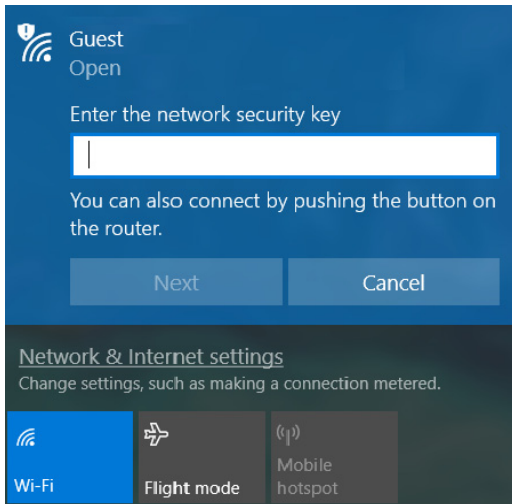 Guest
Open
Enter the network security key
You can also connect by pushing the button on
the router.
Next
Cancel
Network & Internet settings
Change settings, such as making a connection metered.
Wi-Fi
Flight mode
Mobile
hotspot